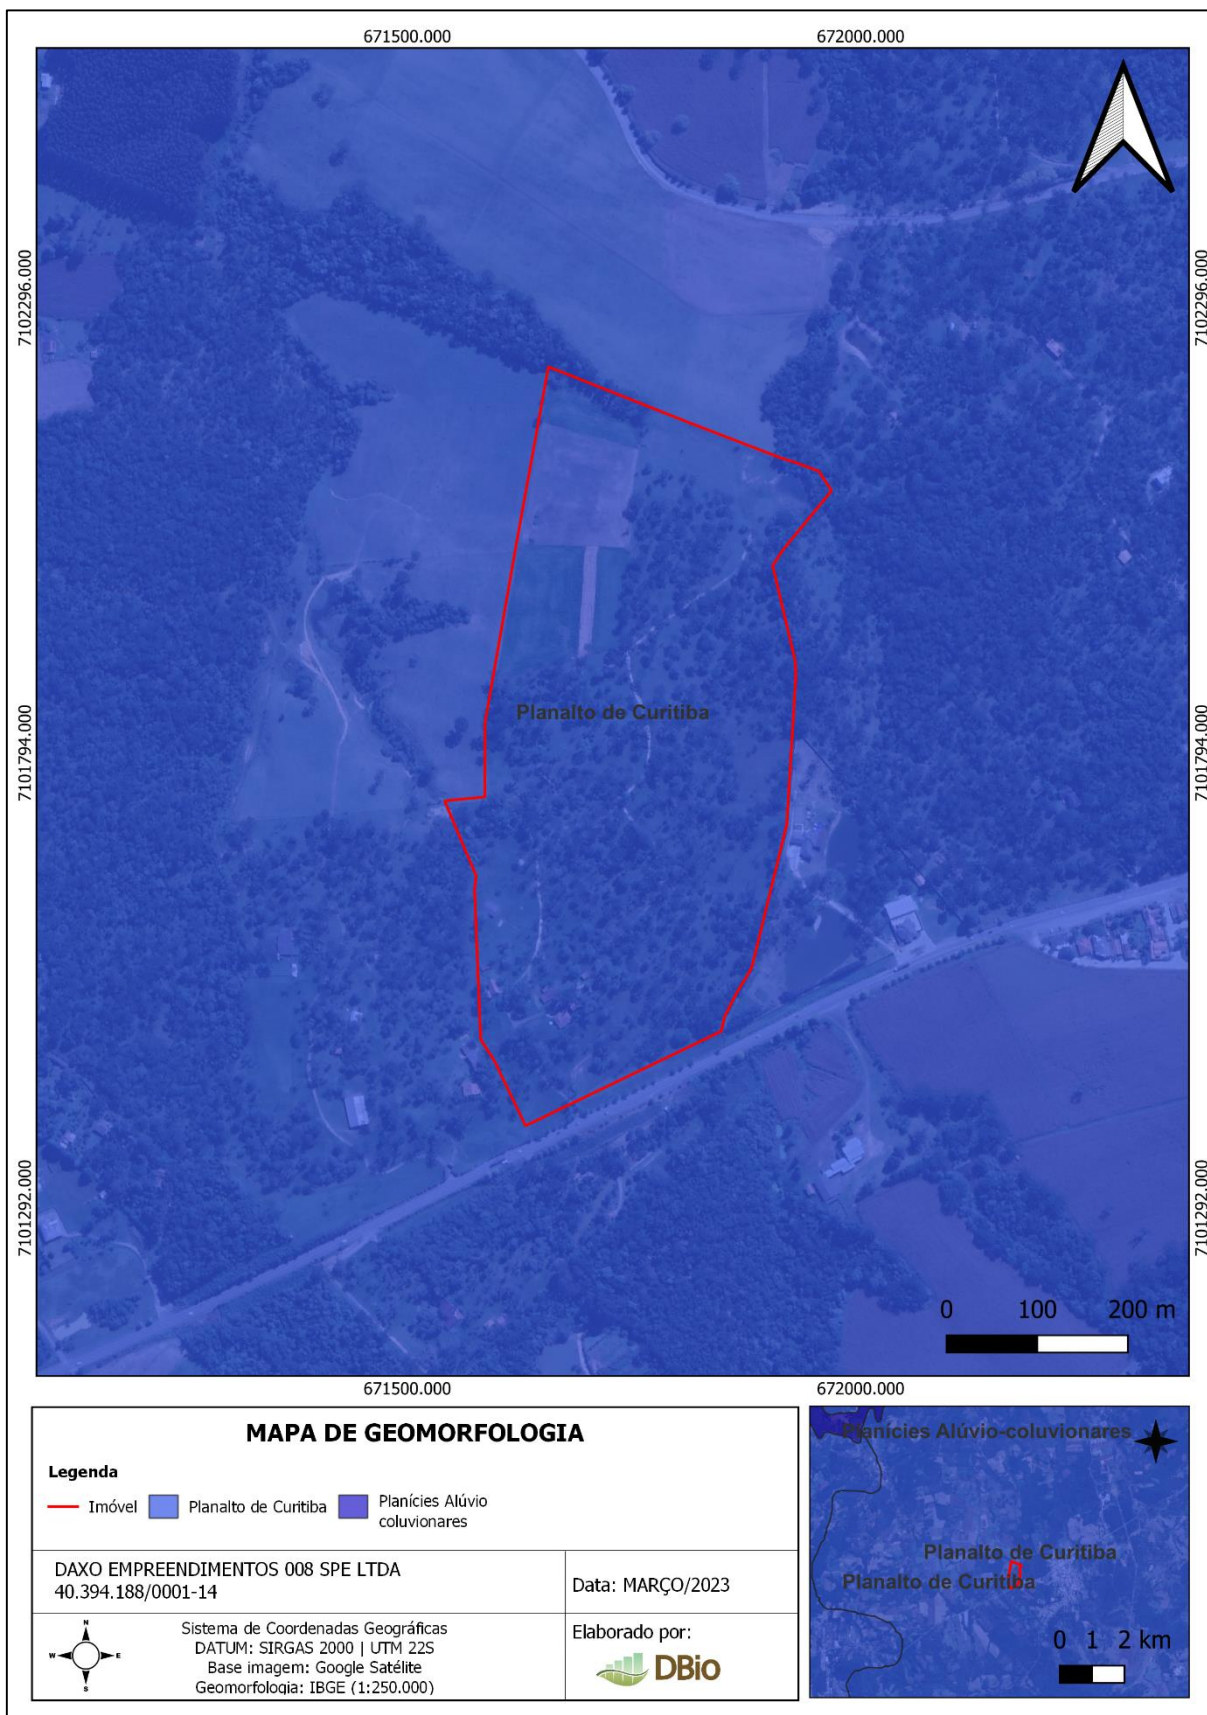 671500.000
672000.000
7102296.000
7102296.000
Planalto de Curitiba
7101794.000
7101794.000
7101292.000
7101292.000
0 100 200 m
671500.000
672000.000
MAPA DE GEOMORFOLOGIA
Legenda
Imóvel
Planalto de Curitiba
Planícies Alúvio
coluvionares
DAXO EMPREENDIMENTOS 008 SPE LTDA
40.394.188/0001-14
Data: MARÇO/2023
N
W E
S
Sistema de Coordenadas Geográficas
DATUM: SIRGAS 2000 | UTM 22S
Base imagem: Google Satélite
Geomorfologia: IBGE (1:250.000)
Elaborado por:
DBio
Planícies Alúvio-coluvionares
Planalto de Curitiba
Planalto de Curitiba
0 1 2 km